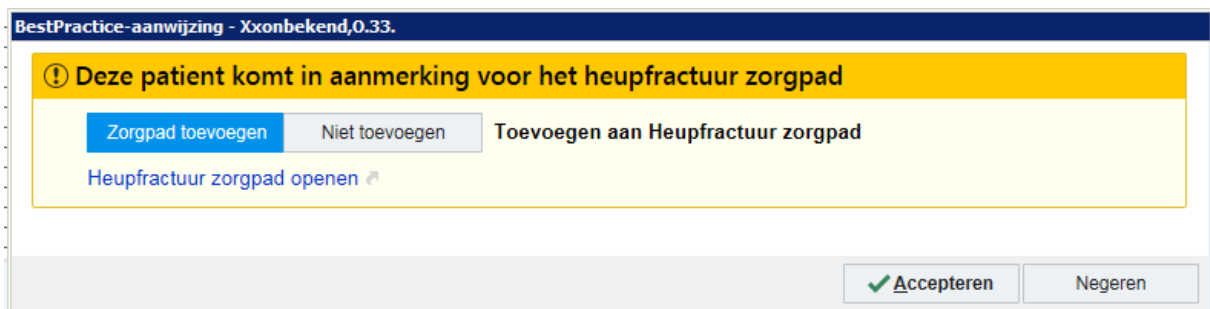 BestPractice-aanwijzing - Xxonbekend,O.33.
Deze patient komt in aanmerking voor het heupfractuur zorgpad
Zorgpad toevoegen Niet toevoegen Toevoegen aan Heupfractuur zorgpad
Heupfractuur zorgpad openen
Accepteren Negeren